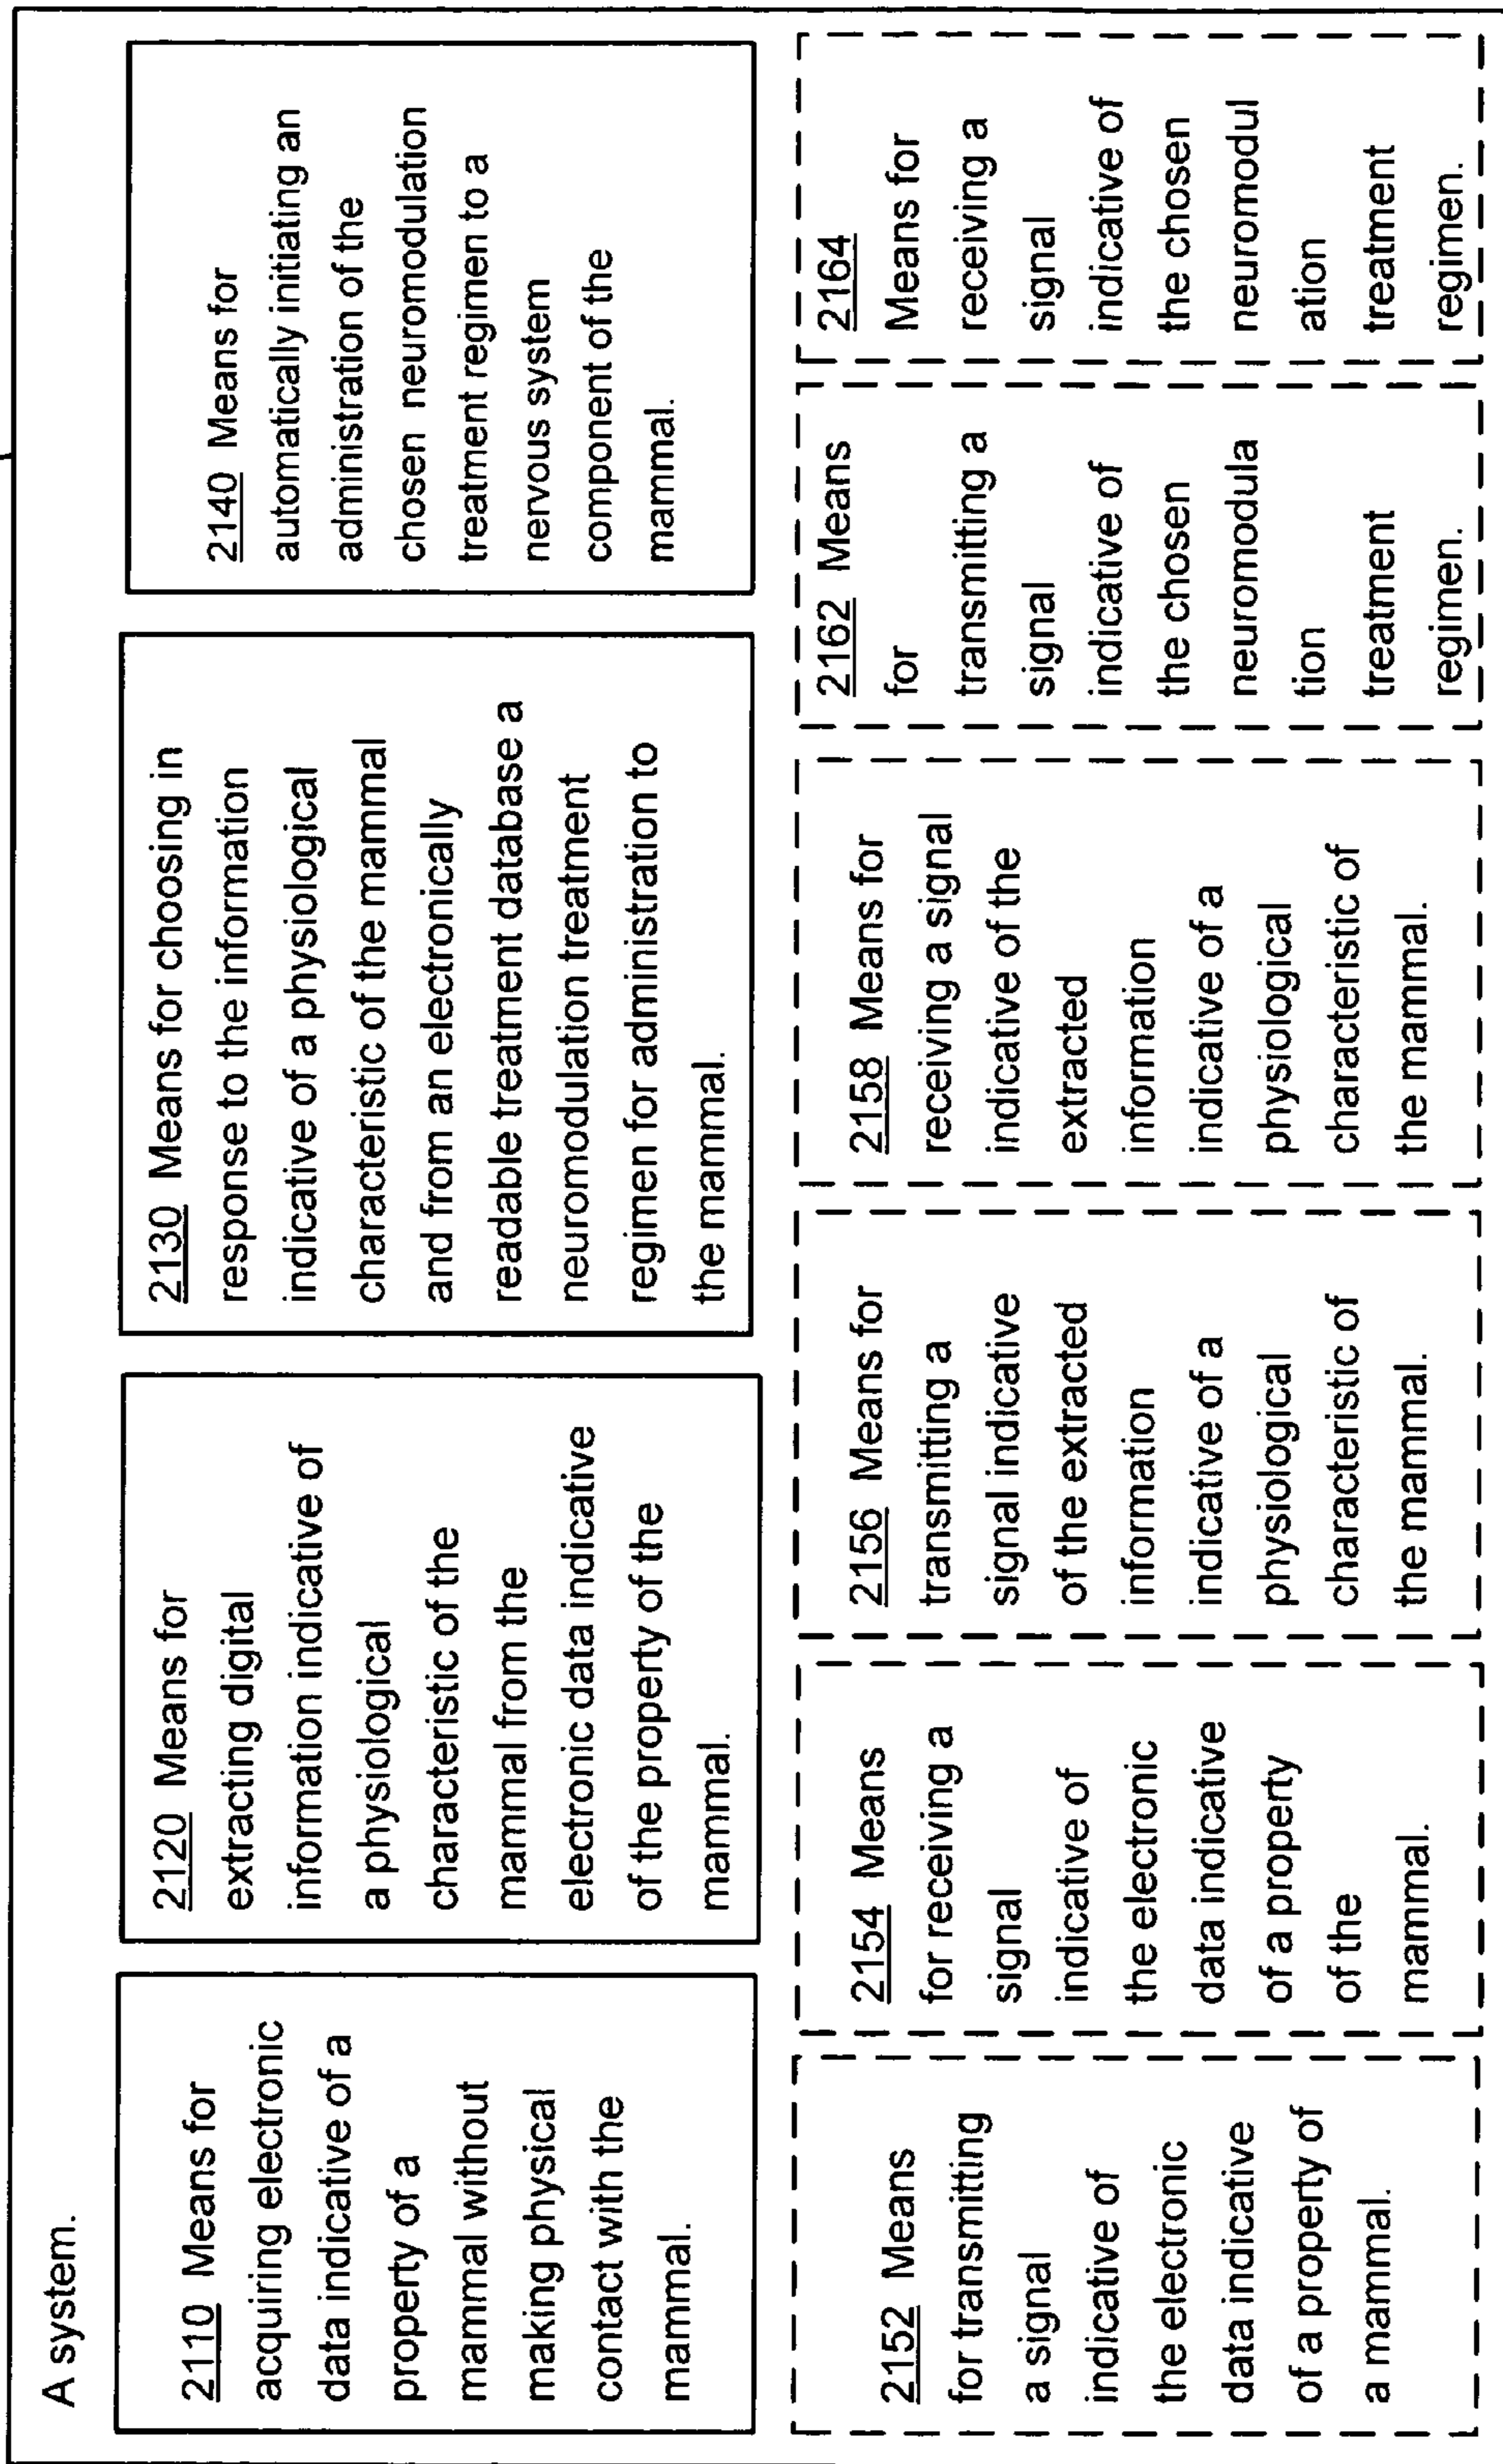 A system.
2110 Means for
acquiring electronic
data indicative of a
property of a
mammal without
making physical
contact with the
mammal.
2120 Means for
extracting digital
information indicative of
a physiological
characteristic of the
mammal from the
electronic data indicative
of the property of the
mammal.
2130 Means for choosing in
response to the information
indicative of a physiological
characteristic of the mammal
and from an electronically
readable treatment database a
neuromodulation treatment
regimen for administration to
the mammal.
2140 Means for
automatically initiating an
administration of the
chosen neuromodulation
treatment regimen to a
nervous system
component of the
mammal.
2152 Means
for transmitting
a signal
indicative of
the electronic
data indicative
of a property of
a mammal.
2154 Means
for receiving a
signal
indicative of
the electronic
data indicative
of a property
of the
mammal.
2156 Means for
transmitting a
signal indicative
of the extracted
information
indicative of a
physiological
characteristic of
the mammal.
2158 Means for
receiving a signal
indicative of the
extracted
information
indicative of a
physiological
characteristic of
the mammal.
2162 Means
for
transmitting a
signal
indicative of
the chosen
neuromodula
tion
treatment
regimen.
2164
Means for
receiving a
signal
indicative of
the chosen
neuromodul
ation
treatment
regimen.